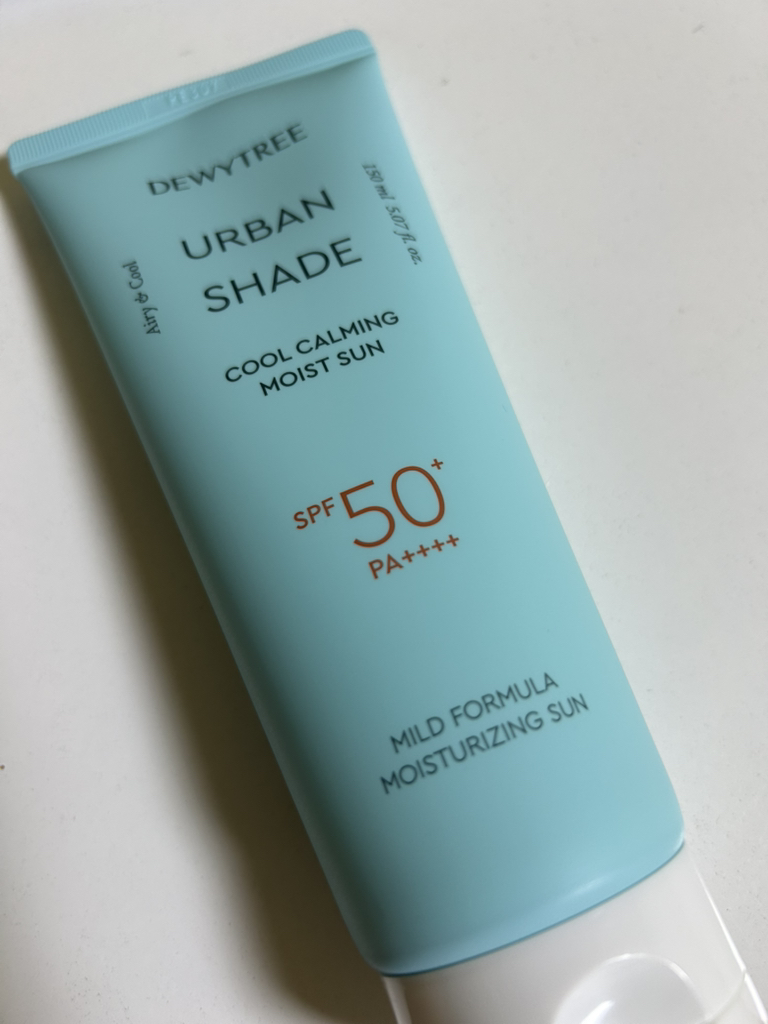 DEWYTREE
URBAN
SHADE
Airy & Cool
150 ml 5.07 fl. oz.
COOL CALMING
MOIST SUN
SPF 50+
PA++++
MILD FORMULA
MOISTURIZING SUN